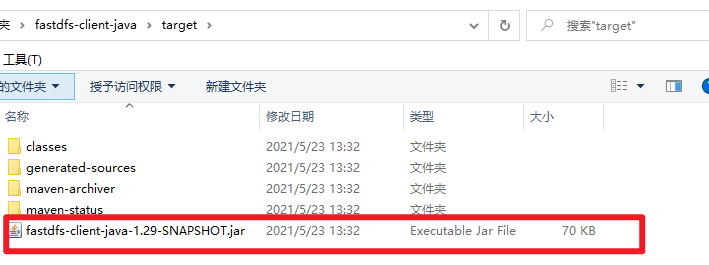 夹 › fastdfs-client-java › target ›
搜索"target"
工具(T)
的文件夹 授予访问权限 新建文件夹
名称 修改日期 类型 大小
classes 2021/5/23 13:32 文件夹
generated-sources 2021/5/23 13:32 文件夹
maven-archiver 2021/5/23 13:32 文件夹
maven-status 2021/5/23 13:32 文件夹
fastdfs-client-java-1.29-SNAPSHOT.jar 2021/5/23 13:32 Executable Jar File 70 KB